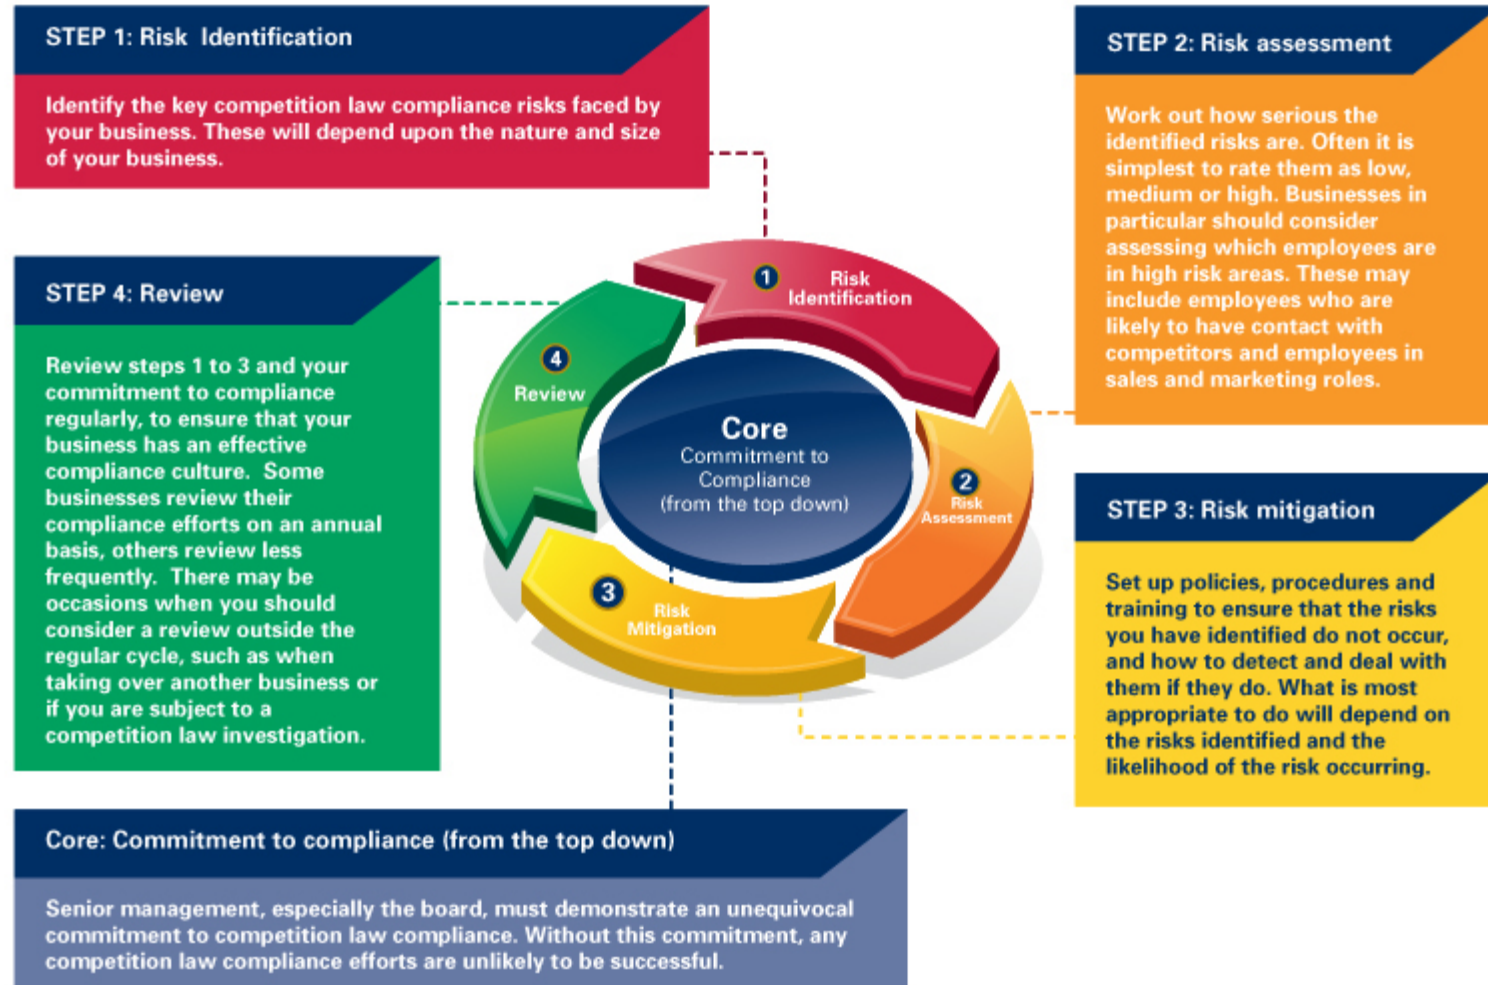 STEP 1: Risk Identification
Identify the key competition law compliance risks faced by
your business. These will depend upon the nature and size
of your business.
STEP 2: Risk assessment
Work out how serious the
identified risks are. Often it is
simplest to rate them as low,
medium or high. Businesses in
particular should consider
assessing which employees are
in high risk areas. These may
include employees who are
likely to have contact with
competitors and employees in
sales and marketing roles.
STEP 3: Risk mitigation
Set up policies, procedures and
training to ensure that the risks
you have identified do not occur,
and how to detect and deal with
them if they do. What is most
appropriate to do will depend on
the risks identified and the
likelihood of the risk occurring.
STEP 4: Review
Review steps 1 to 3 and your
commitment to compliance
regularly, to ensure that your
business has an effective
compliance culture. Some
businesses review their
compliance efforts on an annual
basis, others review less
frequently. There may be
occasions when you should
consider a review outside the
regular cycle, such as when
taking over another business or
if you are subject to a
competition law investigation.
1
Risk
Identification
2
Risk
Assessment
3
Risk
Mitigation
4
Review
Core
Commitment to
Compliance
(from the top down)
Core: Commitment to compliance (from the top down)
Senior management, especially the board, must demonstrate an unequivocal
commitment to competition law compliance. Without this commitment, any
competition law compliance efforts are unlikely to be successful.